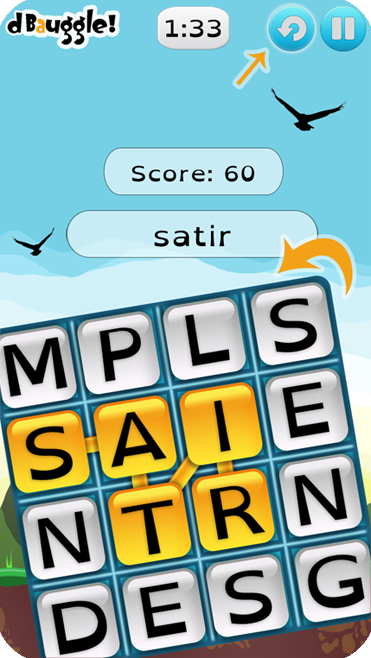 dBauggle!
1:33
Score: 60
satir
M P L S
S A I E
N T R N
D E S G